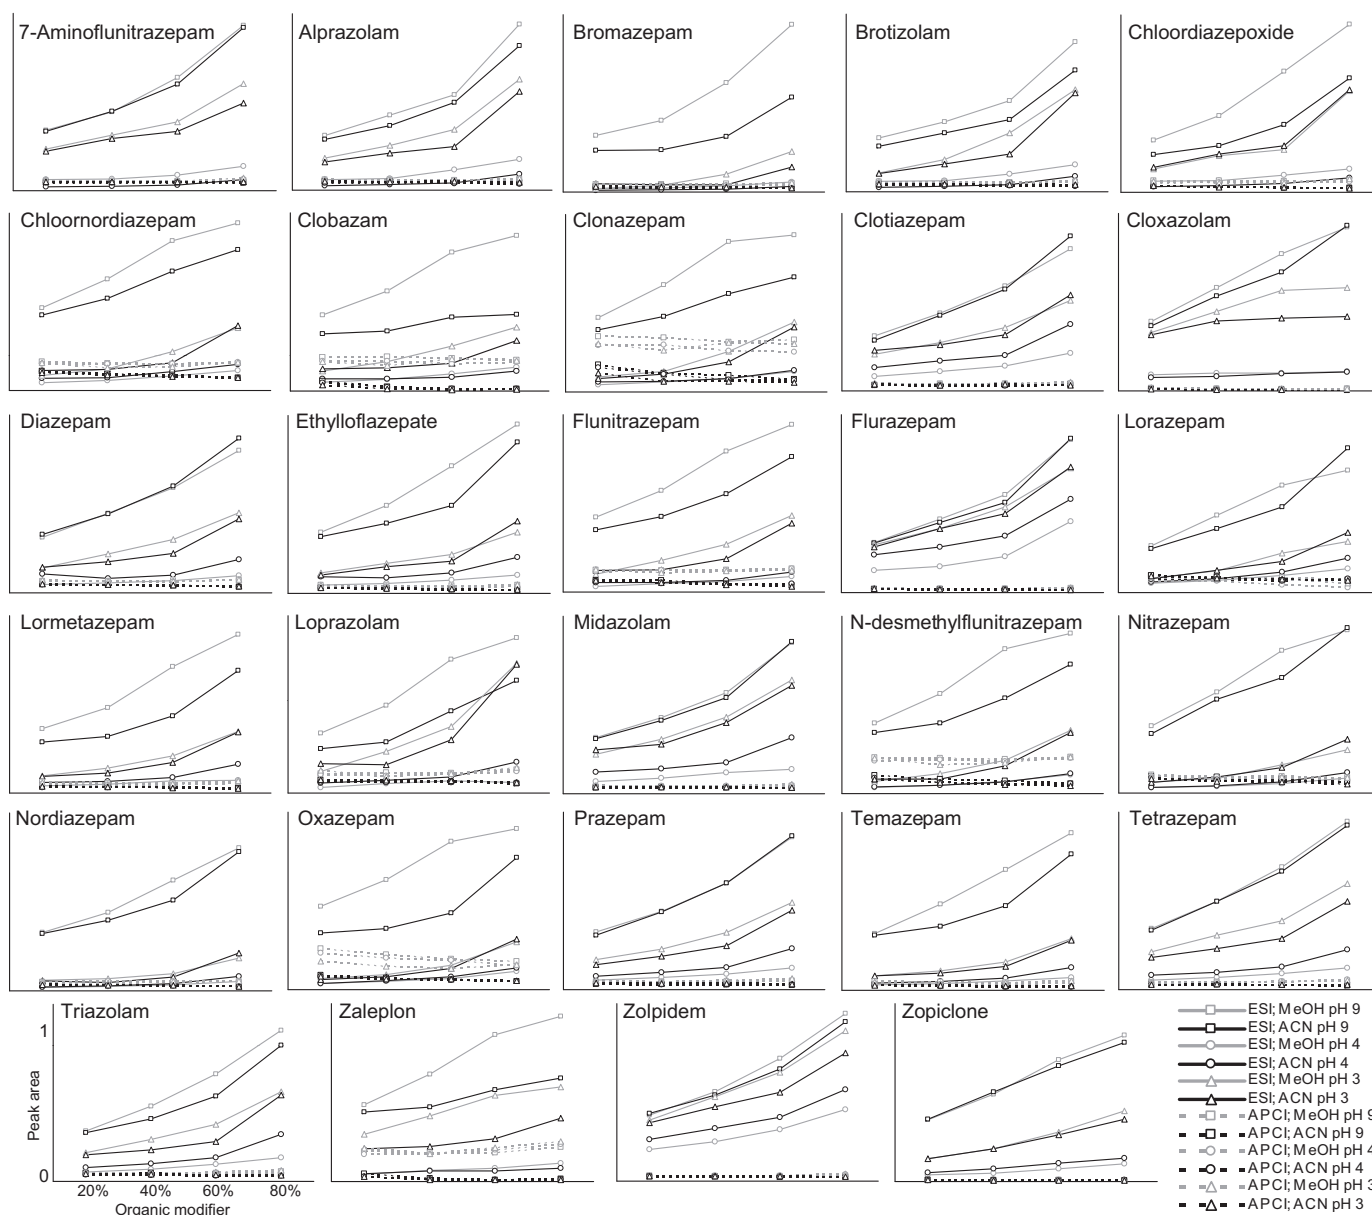 7-Aminoflunitrazepam
Alprazolam
Bromazepam
Brotizolam
Chloordiazepoxide
Chloornordiazepam
Clobazam
Clonazepam
Clotiazepam
Cloxazolam
Diazepam
Ethylloflazepate
Flunitrazepam
Flurazepam
Lorazepam
Lormetazepam
Loprazolam
Midazolam
N-desmethylflunitrazepam
Nitrazepam
Nordiazepam
Oxazepam
Prazepam
Temazepam
Tetrazepam
Triazolam
Zaleplon
Zolpidem
Zopiclone
1
Peak area
0
20% 40% 60% 80%
Organic modifier
ESI; MeOH pH 9
ESI; ACN pH 9
ESI; MeOH pH 4
ESI; ACN pH 4
ESI; MeOH pH 3
ESI; ACN pH 3
APCI; MeOH pH 9
APCI; ACN pH 9
APCI; MeOH pH 4
APCI; ACN pH 4
APCI; MeOH pH 3
APCI; ACN pH 3